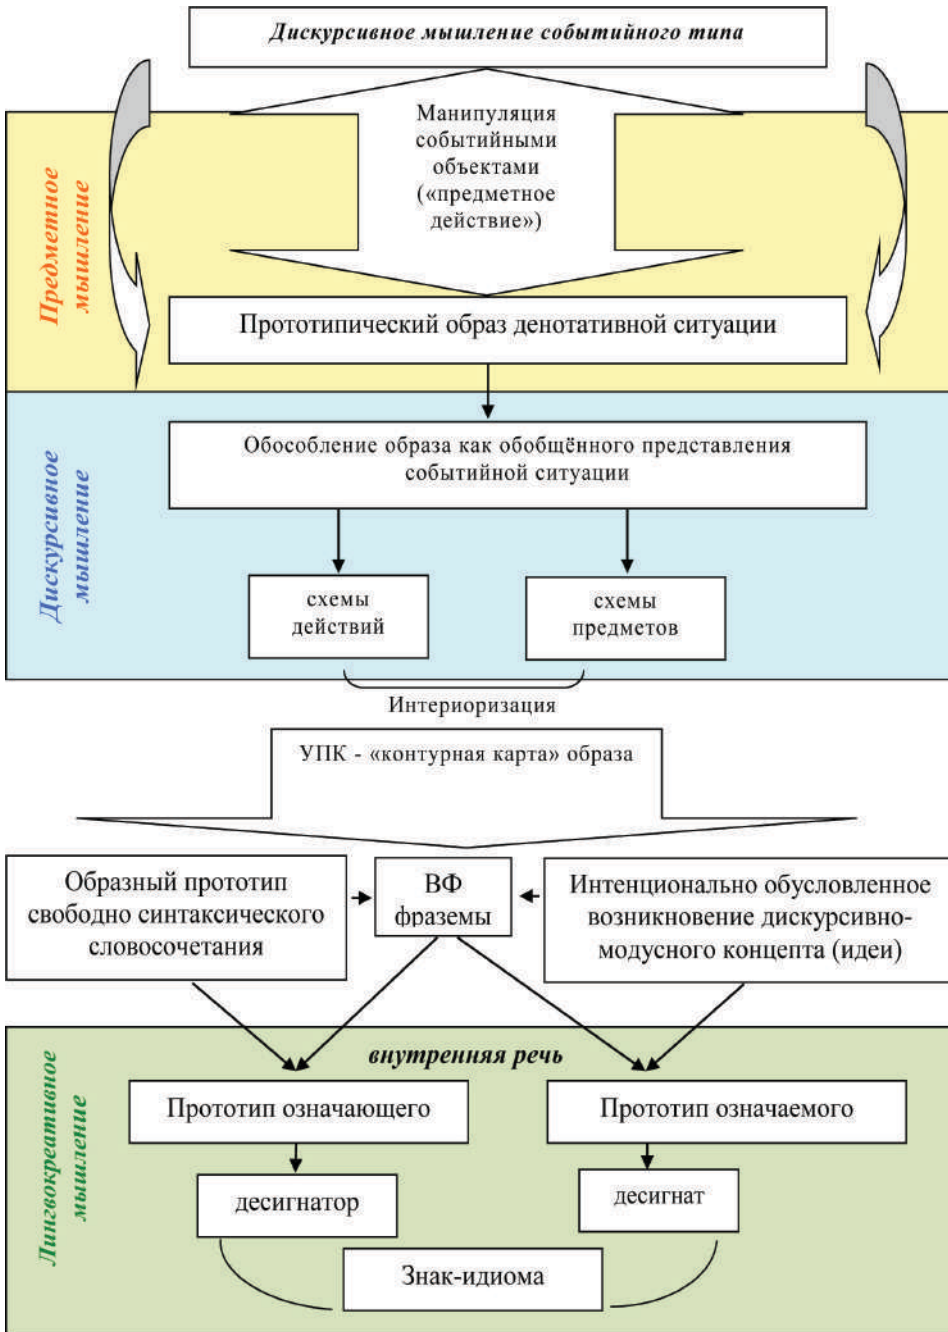 Дискурсивное мышление событийного типа
Манипуляция
событийными
объектами
(«предметное
действие»)
Предметное
мышление
Прототипический образ денотативной ситуации
Дискурсивное
мышление
Обособление образа как обобщённого представления
событийной ситуации
схемы
действий
схемы
предметов
Интериоризация
УПК - «контурная карта» образа
Образный прототип
свободно синтаксического
словосочетания
ВФ
фраземы
Интенционально обусловленное
возникновение дискурсивно-
модусного концепта (идеи)
Лингвокреативное
мышление
внутренняя речь
Прототип означающего
Прототип означаемого
десигнатор
десигнат
Знак-идиома